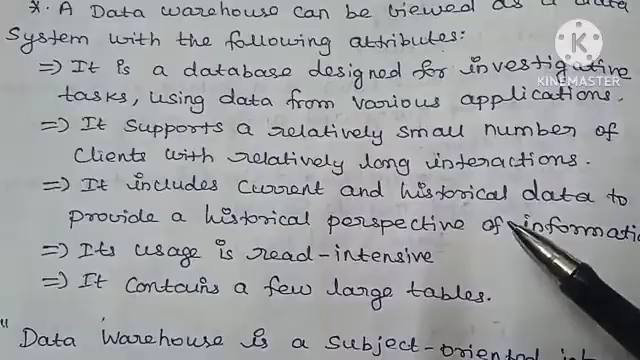 *. A Data warehouse can be viewed as a data
System with the following attributes:
=> It is a database designed for investigative
tasks, using data from various applications.
=> It supports a relatively small number of
Clients with relatively long interactions.
=> It includes current and historical data to
provide a historical perspective of informatio
=> Its usage is read-intensive
=> It contains a few large tables.
" Data Warehouse is a subject-oriented, int
K
KINEMASTER